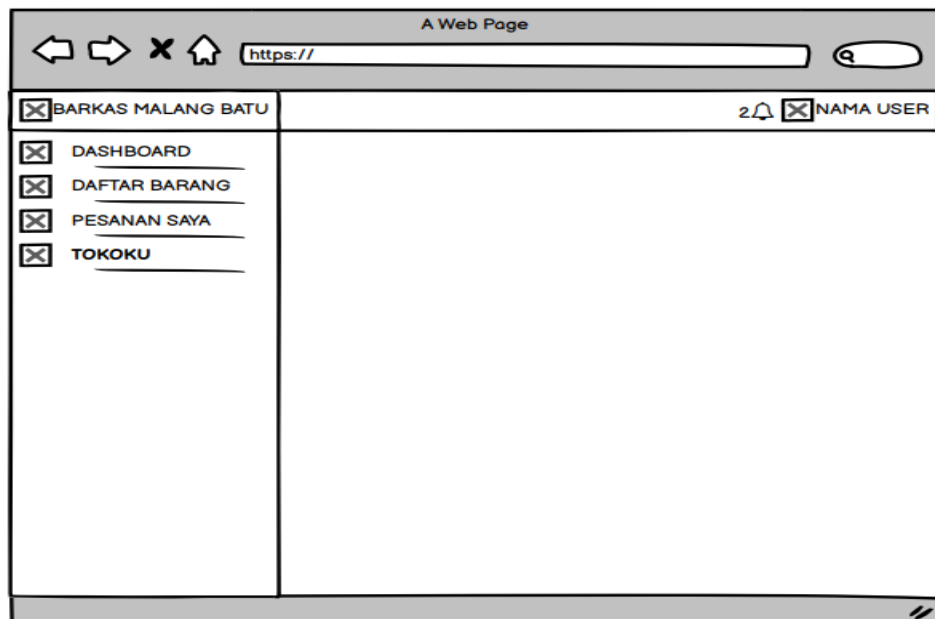 A Web Page
https://
BARKAS MALANG BATU
2 NAMA USER
DASHBOARD
DAFTAR BARANG
PESANAN SAYA
TOKOKU